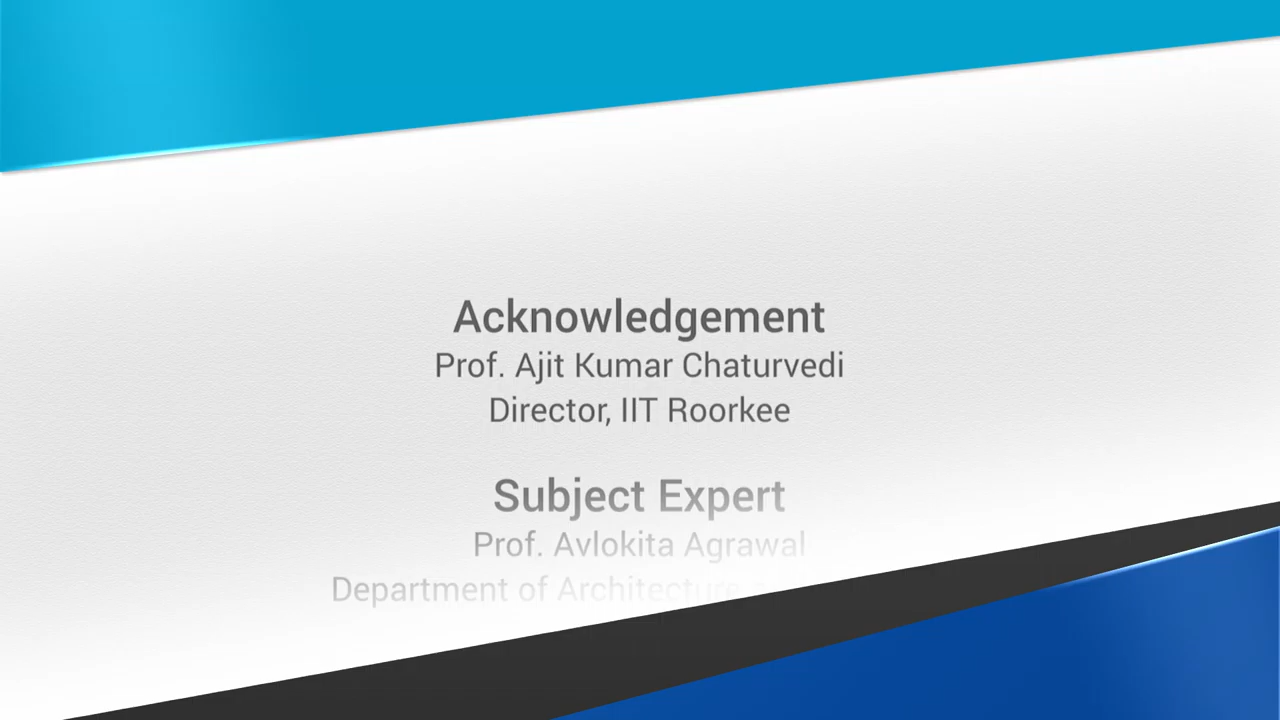 Acknowledgement
Prof. Ajit Kumar Chaturvedi
Director, IIT Roorkee
Subject Expert
Prof. Avlokita Agrawal
Department of Architecture